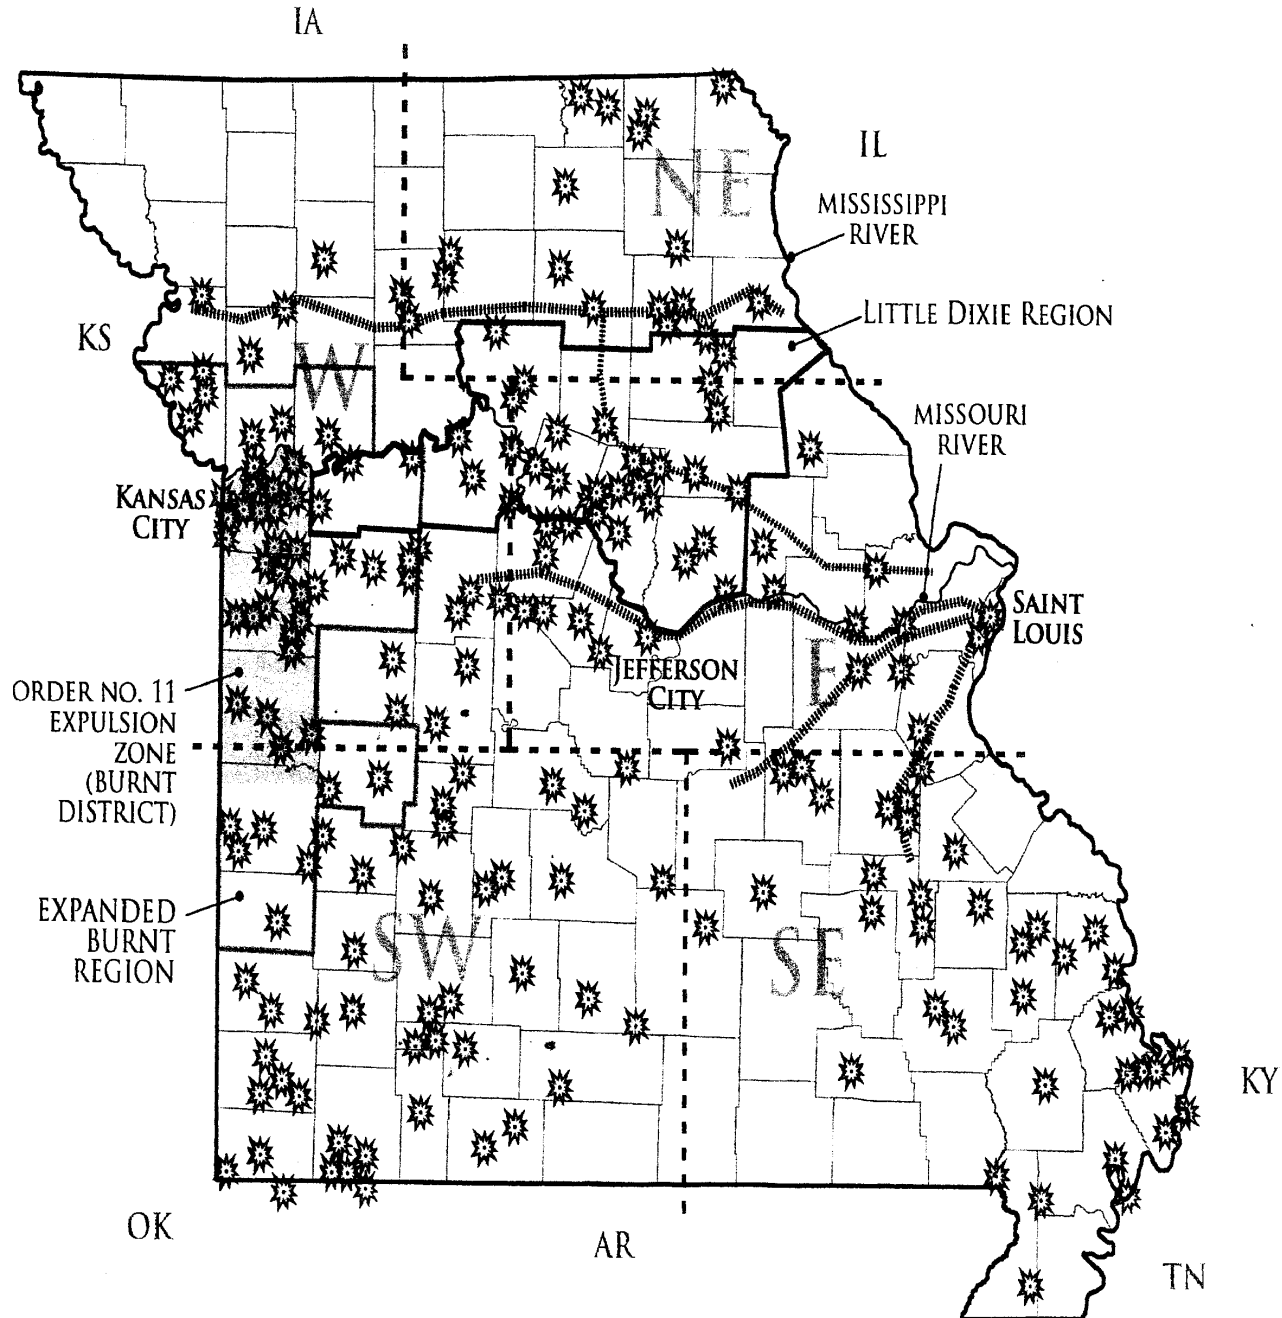 IA
IL
NE
MISSISSIPPI
RIVER
LITTLE DIXIE REGION
KS
W
MISSOURI
RIVER
KANSAS
CITY
SAINT
LOUIS
E
JEFFERSON
CITY
ORDER NO. 11
EXPULSION
ZONE
(BURNT
DISTRICT)
EXPANDED
BURNT
REGION
SW
SE
KY
OK
AR
TN